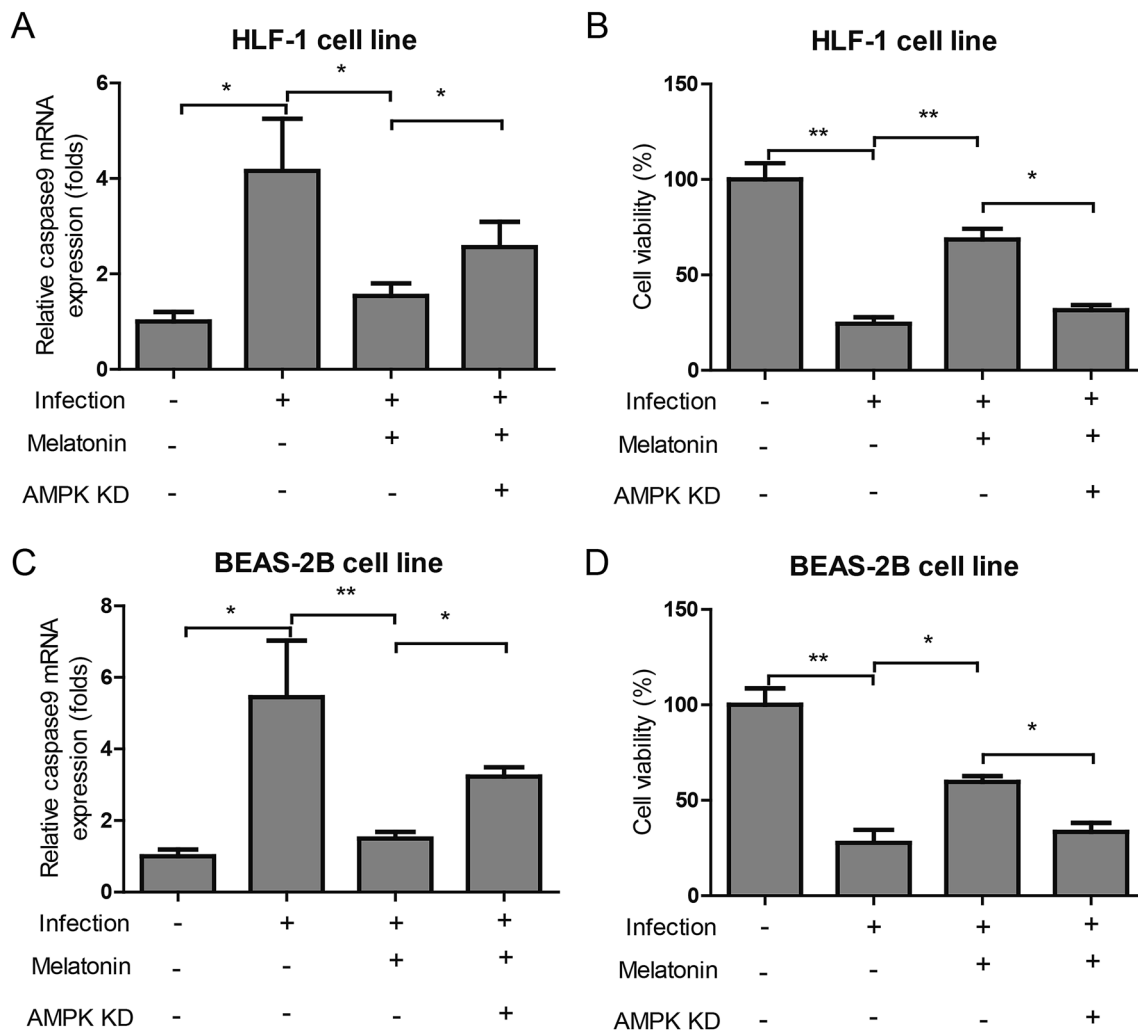 A
HLF-1 cell line
Relative caspase9 mRNA
expression (folds)
6
4
2
0
* * *
Infection - + + +
Melatonin - - + +
AMPK KD - - - +
B
HLF-1 cell line
Cell viability (%)
150
100
50
0
** ** *
Infection - + + +
Melatonin - - + +
AMPK KD - - - +
C
BEAS-2B cell line
Relative caspase9 mRNA
expression (folds)
8
6
4
2
0
* ** *
Infection - + + +
Melatonin - - + +
AMPK KD - - - +
D
BEAS-2B cell line
Cell viability (%)
150
100
50
0
** * *
Infection - + + +
Melatonin - - + +
AMPK KD - - - +